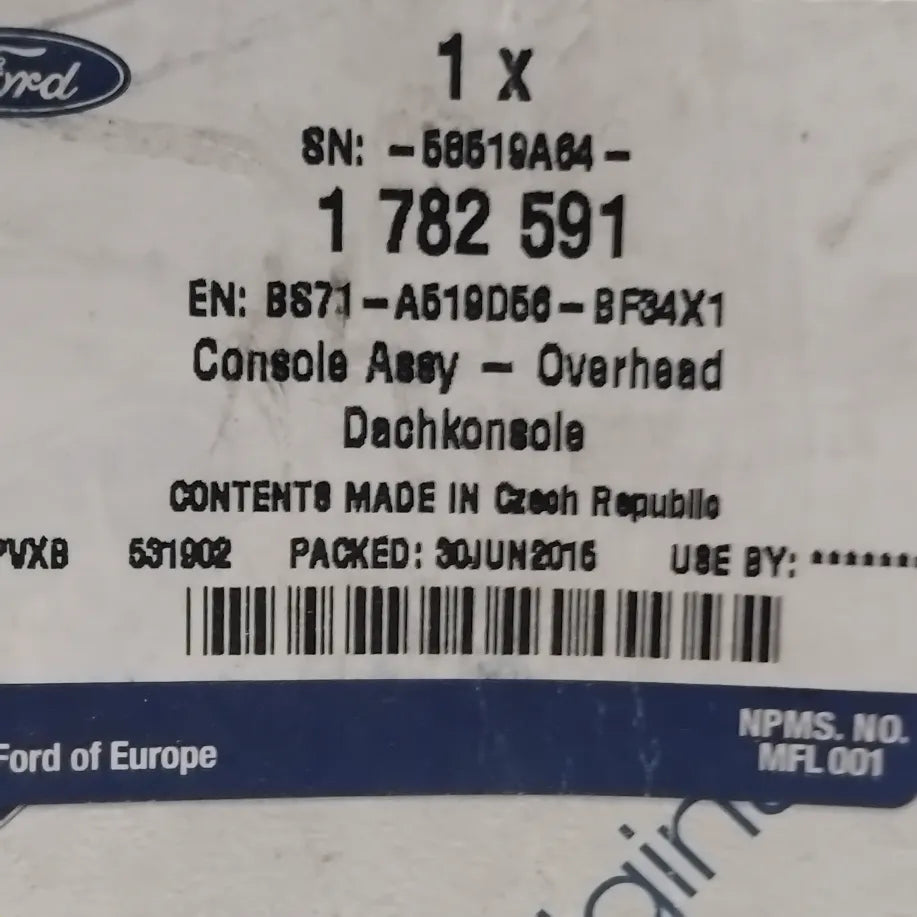 Ford
1 x
SN: -58519A64-
1 782 591
EN: BS71-A519D56-BF34X1
Console Assy - Overhead
Dachkonsole
CONTENTS MADE IN Czech Republic
PVXB 531902 PACKED: 30JUN2015 USE BY: *******
Ford of Europe
NPMS. NO.
MFL 001